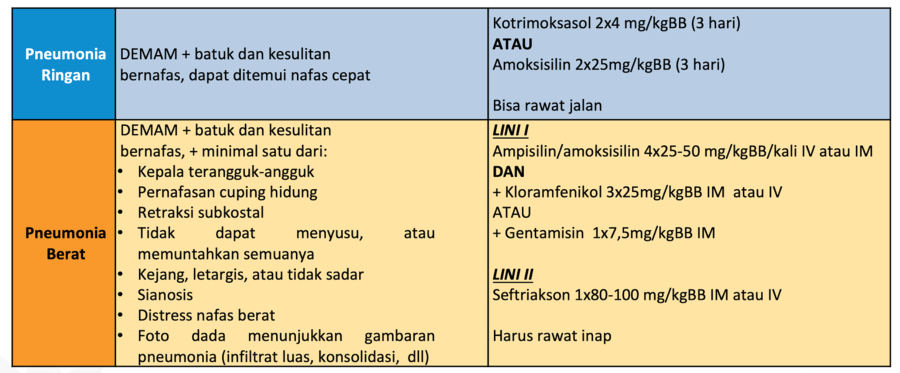 Pneumonia
Ringan
DEMAM + batuk dan kesulitan
bernafas, dapat ditemui nafas cepat
Kotrimoksasol 2x4 mg/kgBB (3 hari)
ATAU
Amoksisilin 2x25mg/kgBB (3 hari)
Bisa rawat jalan
Pneumonia
Berat
DEMAM + batuk dan kesulitan
bernafas, + minimal satu dari:
• Kepala terangguk-angguk
• Pernafasan cuping hidung
• Retraksi subkostal
• Tidak dapat menyusu, atau
memuntahkan semuanya
• Kejang, letargis, atau tidak sadar
• Sianosis
• Distress nafas berat
• Foto dada menunjukkan gambaran
pneumonia (infiltrat luas, konsolidasi, dll)
LINI I
Ampisilin/amoksisilin 4x25-50 mg/kgBB/kali IV atau IM
DAN
+ Kloramfenikol 3x25mg/kgBB IM atau IV
ATAU
+ Gentamisin 1x7,5mg/kgBB IM
LINI II
Seftriakson 1x80-100 mg/kgBB IM atau IV
Harus rawat inap